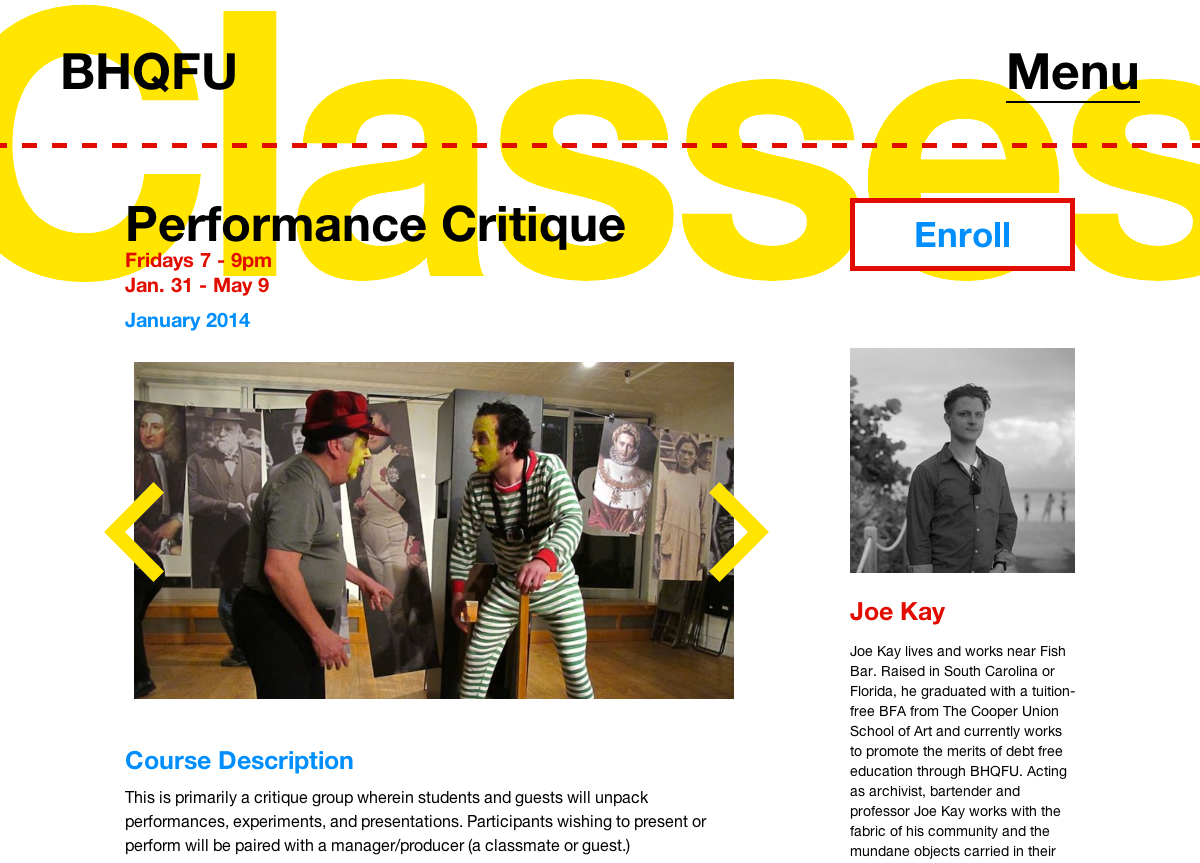 Classes
BHQFU
Menu
Performance Critique
Enroll
Fridays 7 - 9pm
Jan. 31 - May 9
January 2014
Joe Kay
Joe Kay lives and works near Fish
Bar. Raised in South Carolina or
Florida, he graduated with a tuition-
free BFA from The Cooper Union
School of Art and currently works
to promote the merits of debt free
education through BHQFU. Acting
as archivist, bartender and
professor Joe Kay works with the
fabric of his community and the
mundane objects carried in their
Course Description
This is primarily a critique group wherein students and guests will unpack
performances, experiments, and presentations. Participants wishing to present or
perform will be paired with a manager/producer (a classmate or guest.)